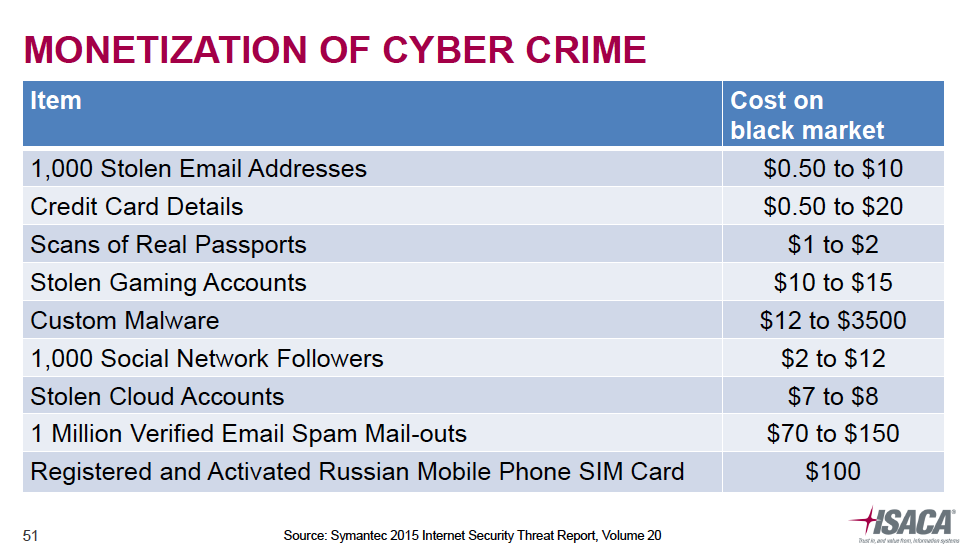 MONETIZATION OF CYBER CRIME
Item
Cost on
black market
1,000 Stolen Email Addresses $0.50 to $10
Credit Card Details $0.50 to $20
Scans of Real Passports $1 to $2
Stolen Gaming Accounts $10 to $15
Custom Malware $12 to $3500
1,000 Social Network Followers $2 to $12
Stolen Cloud Accounts $7 to $8
1 Million Verified Email Spam Mail-outs $70 to $150
Registered and Activated Russian Mobile Phone SIM Card $100
51
Source: Symantec 2015 Internet Security Threat Report, Volume 20
ISACA®
Trust in, and value from, information systems